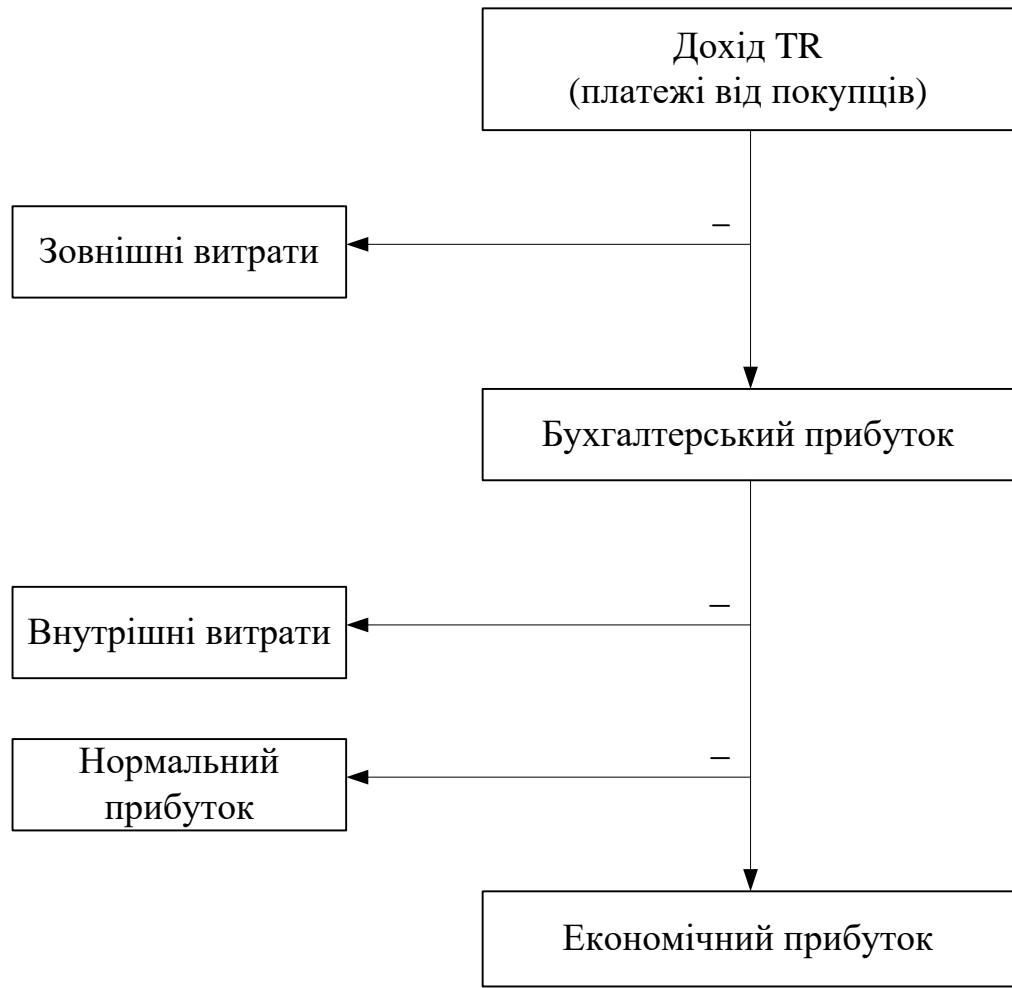 Дохід TR
(платежі від покупців)
–
Зовнішні витрати
Бухгалтерський прибуток
–
Внутрішні витрати
–
Нормальний
прибуток
Економічний прибуток